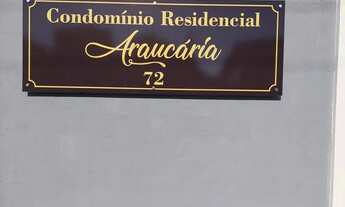 Condomínio Residencial
Araucária
72